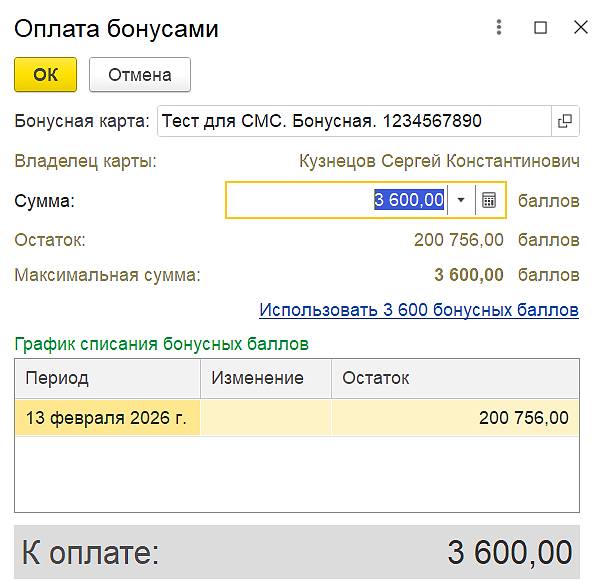 Оплата бонусами
ОК Отмена
Бонусная карта: Тест для СМС. Бонусная. 1234567890
Владелец карты: Кузнецов Сергей Константинович
Сумма: 3 600,00 баллов
Остаток: 200 756,00 баллов
Максимальная сумма: 3 600,00 баллов
Использовать 3 600 бонусных баллов
График списания бонусных баллов
Период Изменение Остаток
13 февраля 2026 г. 200 756,00
К оплате: 3 600,00